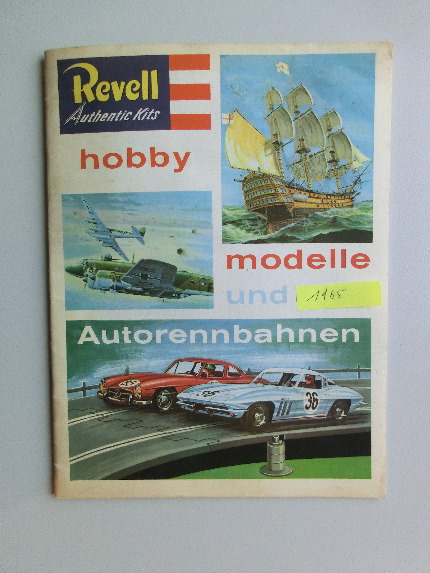 Revell
Authentic Kits
hobby
modelle
und
1965
Autorennbahnen
36